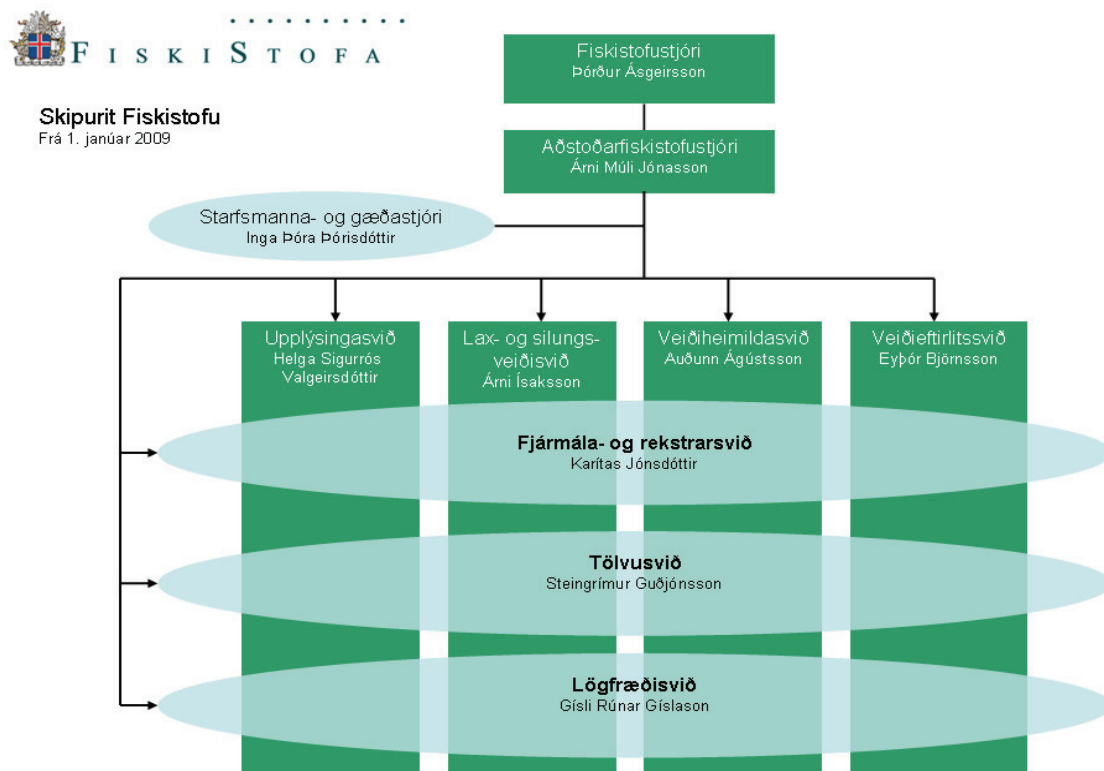 FISKISTOFA
Skipurit Fiskistofu
Frá 1. janúar 2009
Fiskistofustjóri
Þórður Ásgeirsson
Aðstoðarfiskistofustjóri
Árni Múli Jónasson
Starfsmanna- og gæðastjóri
Inga Þóra Þórisdóttir
Upplýsingasvið
Helga Sigurrós
Valgeirsdóttir
Lax- og silungs-
veiðisvið
Árni Ísaksson
Veiðiheimildasvið
Auðunn Ágústsson
Veiðieftirlitssvið
Eyþór Björnsson
Fjármála- og rekstrarsvið
Karítas Jónsdóttir
Tölvusvið
Steingrímur Guðjónsson
Lögfræðisvið
Gísli Rúnar Gíslason